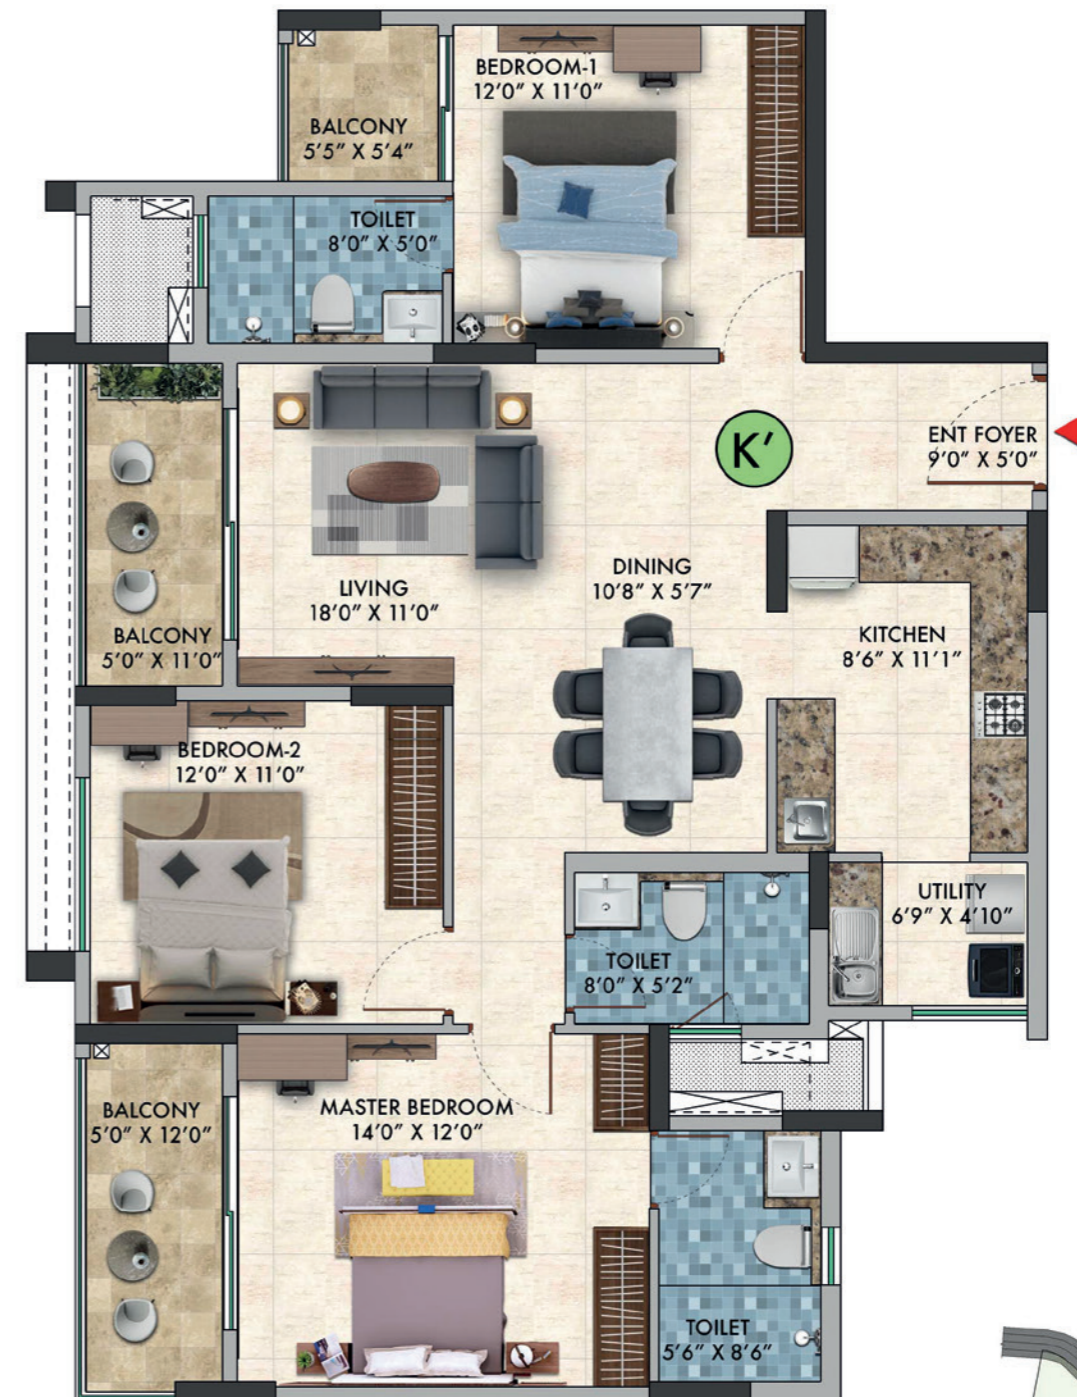 BEDROOM-1
12'0" X 11'0"
BALCONY
5'5" X 5'4"
TOILET
8'0" X 5'0"
K'
ENT FOYER
9'0" X 5'0"
LIVING
18'0" X 11'0"
DINING
10'8" X 5'7"
BALCONY
5'0" X 11'0"
KITCHEN
8'6" X 11'1"
BEDROOM-2
12'0" X 11'0"
UTILITY
6'9" X 4'10"
TOILET
8'0" X 5'2"
BALCONY
5'0" X 12'0"
MASTER BEDROOM
14'0" X 12'0"
TOILET
5'6" X 8'6"